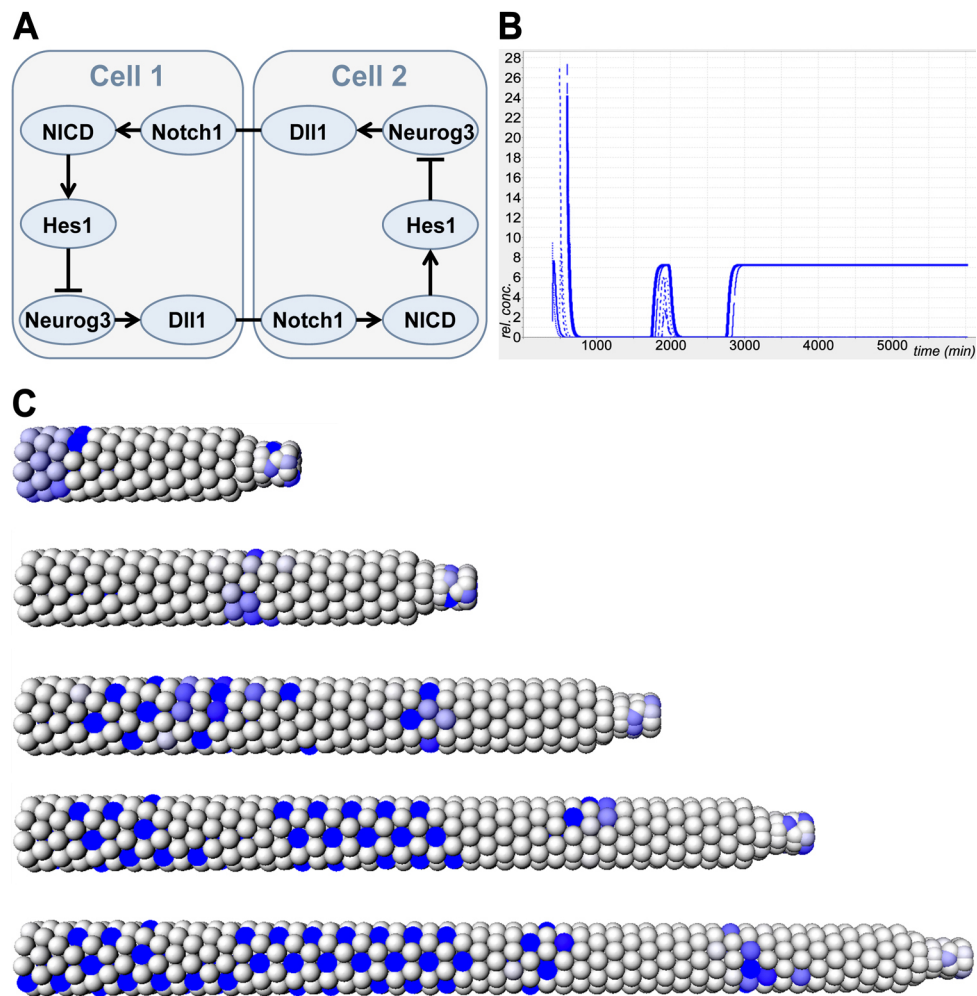 A
Cell 1
Cell 2
NICD
Notch1
Dll1
Neurog3
Hes1
Hes1
Neurog3
Dll1
Notch1
NICD
B
28
26
24
22
20
18
16
14
12
10
8
6
4
2
0
rel. conc.
1000
2000
3000
4000
5000
time (min)
C